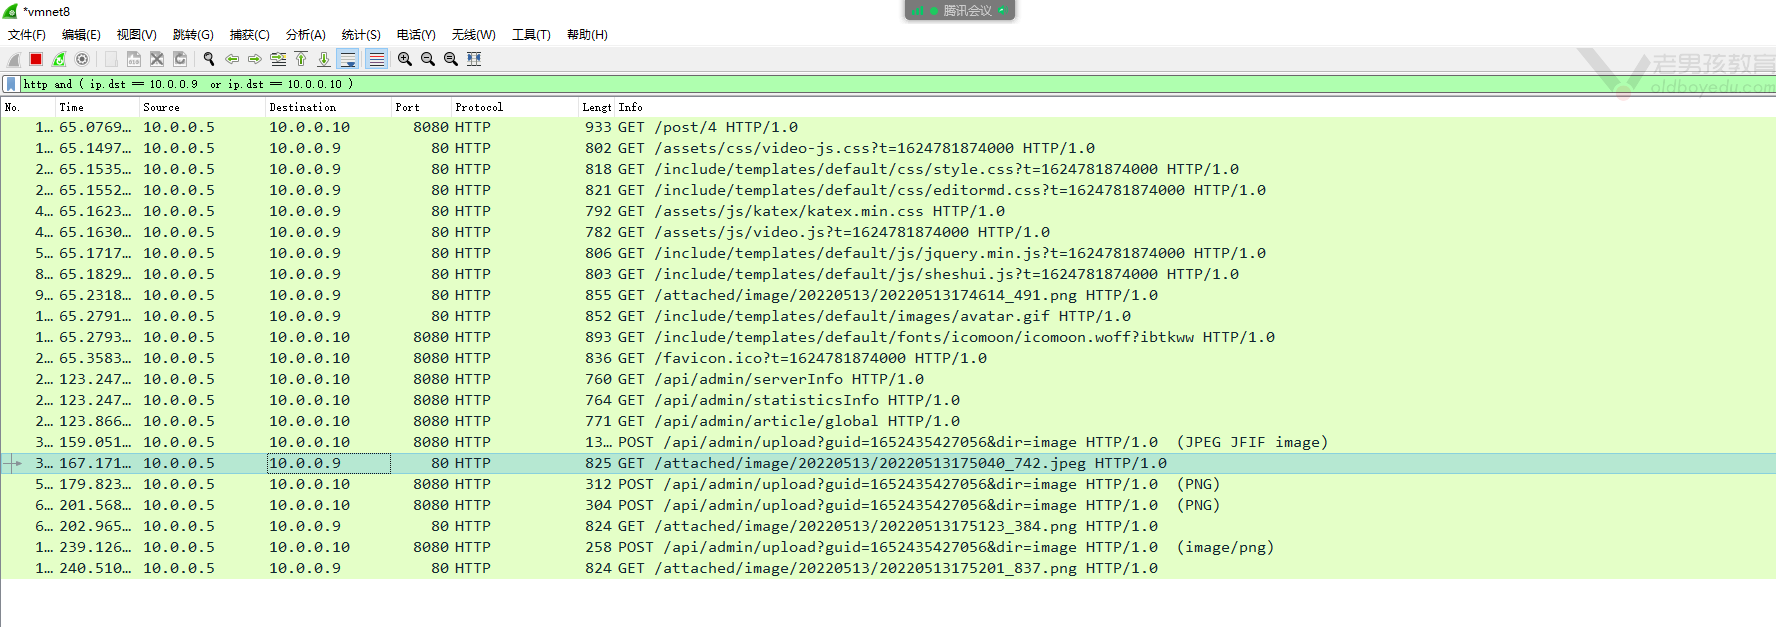 *vmnet8
腾讯会议
文件(F) 编辑(E) 视图(V) 跳转(G) 捕获(C) 分析(A) 统计(S) 电话(Y) 无线(W) 工具(T) 帮助(H)
老男孩教育
http and ( ip.dst == 10.0.0.9 or ip.dst == 10.0.0.10 )
oldboyedu.com
No. Time Source Destination Port Protocol Lengt Info
1… 65.0769… 10.0.0.5 10.0.0.10 8080 HTTP 933 GET /post/4 HTTP/1.0
1… 65.1497… 10.0.0.5 10.0.0.9 80 HTTP 802 GET /assets/css/video-js.css?t=1624781874000 HTTP/1.0
2… 65.1535… 10.0.0.5 10.0.0.9 80 HTTP 818 GET /include/templates/default/css/style.css?t=1624781874000 HTTP/1.0
2… 65.1552… 10.0.0.5 10.0.0.9 80 HTTP 821 GET /include/templates/default/css/editormd.css?t=1624781874000 HTTP/1.0
4… 65.1623… 10.0.0.5 10.0.0.9 80 HTTP 792 GET /assets/js/katex/katex.min.css HTTP/1.0
4… 65.1630… 10.0.0.5 10.0.0.9 80 HTTP 782 GET /assets/js/video.js?t=1624781874000 HTTP/1.0
5… 65.1717… 10.0.0.5 10.0.0.9 80 HTTP 806 GET /include/templates/default/js/jquery.min.js?t=1624781874000 HTTP/1.0
8… 65.1829… 10.0.0.5 10.0.0.9 80 HTTP 803 GET /include/templates/default/js/sheshui.js?t=1624781874000 HTTP/1.0
9… 65.2318… 10.0.0.5 10.0.0.9 80 HTTP 855 GET /attached/image/20220513/20220513174614_491.png HTTP/1.0
1… 65.2791… 10.0.0.5 10.0.0.9 80 HTTP 852 GET /include/templates/default/images/avatar.gif HTTP/1.0
1… 65.2793… 10.0.0.5 10.0.0.10 8080 HTTP 893 GET /include/templates/default/fonts/icomoon/icomoon.woff?ibtkww HTTP/1.0
2… 65.3583… 10.0.0.5 10.0.0.10 8080 HTTP 836 GET /favicon.ico?t=1624781874000 HTTP/1.0
2… 123.247… 10.0.0.5 10.0.0.10 8080 HTTP 760 GET /api/admin/serverInfo HTTP/1.0
2… 123.247… 10.0.0.5 10.0.0.10 8080 HTTP 764 GET /api/admin/statisticsInfo HTTP/1.0
2… 123.866… 10.0.0.5 10.0.0.10 8080 HTTP 771 GET /api/admin/article/global HTTP/1.0
3… 159.051… 10.0.0.5 10.0.0.10 8080 HTTP 13… POST /api/admin/upload?guid=1652435427056&dir=image HTTP/1.0 (JPEG JFIF image)
3… 167.171… 10.0.0.5 10.0.0.9 80 HTTP 825 GET /attached/image/20220513/20220513175040_742.jpeg HTTP/1.0
5… 179.823… 10.0.0.5 10.0.0.10 8080 HTTP 312 POST /api/admin/upload?guid=1652435427056&dir=image HTTP/1.0 (PNG)
6… 201.568… 10.0.0.5 10.0.0.10 8080 HTTP 304 POST /api/admin/upload?guid=1652435427056&dir=image HTTP/1.0 (PNG)
6… 202.965… 10.0.0.5 10.0.0.9 80 HTTP 824 GET /attached/image/20220513/20220513175123_384.png HTTP/1.0
1… 239.126… 10.0.0.5 10.0.0.10 8080 HTTP 258 POST /api/admin/upload?guid=1652435427056&dir=image HTTP/1.0 (image/png)
1… 240.510… 10.0.0.5 10.0.0.9 80 HTTP 824 GET /attached/image/20220513/20220513175201_837.png HTTP/1.0